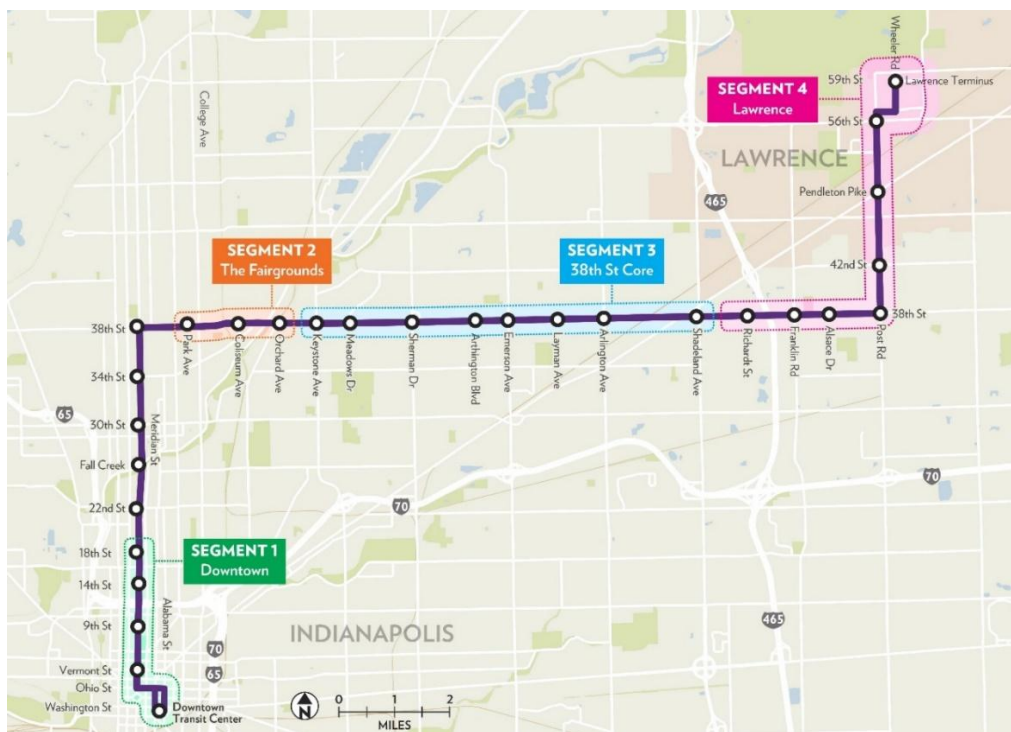 Wheeler Rd
59th St
Lawrence Terminus
SEGMENT 4
Lawrence
College Ave
56th St
LAWRENCE
Pendleton Pike
465
SEGMENT 2
The Fairgrounds
SEGMENT 3
38th St Core
42nd St
38th St
Park Ave
Coliseum Ave
Orchard Ave
Keystone Ave
Meadows Dr
Sherman Dr
Arthington Blvd
Emerson Ave
Layman Ave
Arlington Ave
Shadeland Ave
Richardt St
Franklin Rd
Alsace Dr
Post Rd
38th St
34th St
65
30th St
Meridian St
Fall Creek
70
70
22nd St
18th St
SEGMENT 1
Downtown
14th St
Alabama St
9th St
INDIANAPOLIS
465
70
65
Vermont St
Ohio St
Washington St
Downtown
Transit Center
N
0 1 2
MILES